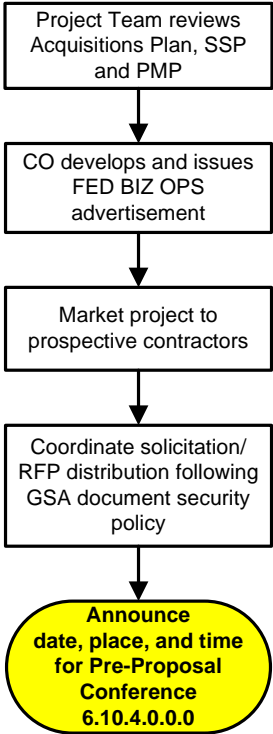 Project Team reviews
Acquisitions Plan, SSP
and PMP
CO develops and issues
FED BIZ OPS
advertisement
Market project to
prospective contractors
Coordinate solicitation/
RFP distribution following
GSA document security
policy
Announce
date, place, and time
for Pre-Proposal
Conference
6.10.4.0.0.0